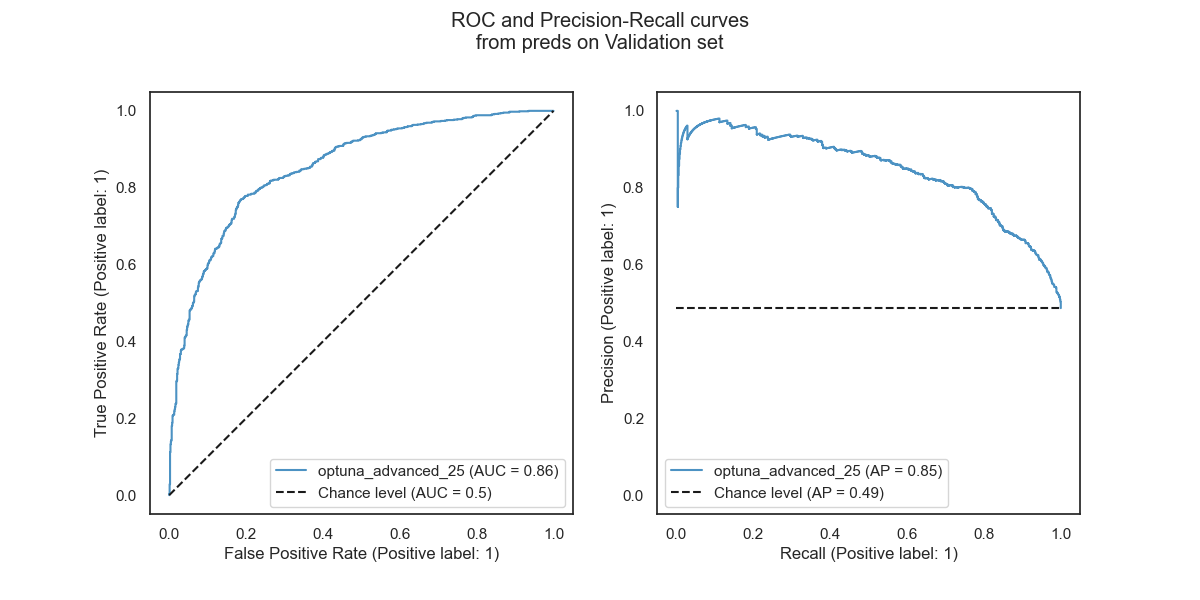 ROC and Precision-Recall curves
from preds on Validation set
1.0
0.8
0.6
0.4
0.2
0.0
True Positive Rate (Positive label: 1)
optuna_advanced_25 (AUC = 0.86)
Chance level (AUC = 0.5)
0.0 0.2 0.4 0.6 0.8 1.0
False Positive Rate (Positive label: 1)
1.0
0.8
0.6
0.4
0.2
0.0
Precision (Positive label: 1)
optuna_advanced_25 (AP = 0.85)
Chance level (AP = 0.49)
0.0 0.2 0.4 0.6 0.8 1.0
Recall (Positive label: 1)